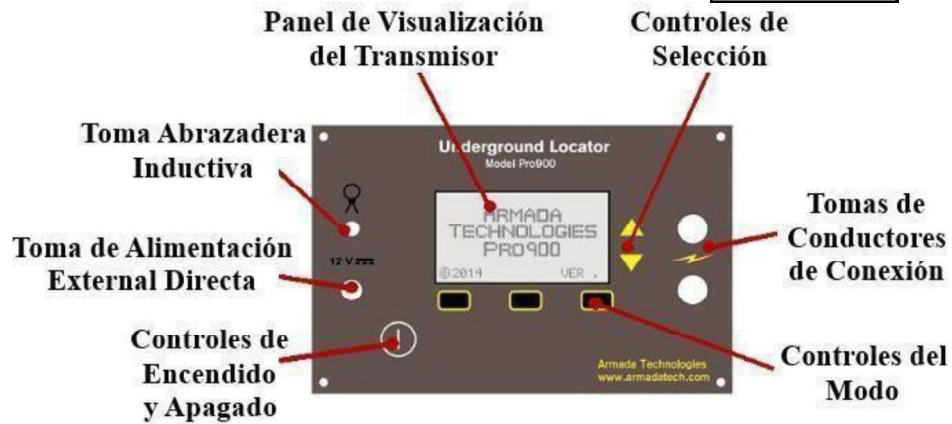 Panel de Visualización
del Transmisor
Controles de
Selección
Toma Abrazadera
Inductiva
Underground Locator
Model Pro900
ARMADA
TECHNOLOGIES
PRO900
©2014 VER .
Tomas de
Conductores
de Conexión
Toma de Alimentación
External Directa
12 V
Controles de
Encendido
y Apagado
Armada Technologies
www.armadatech.com
Controles del
Modo